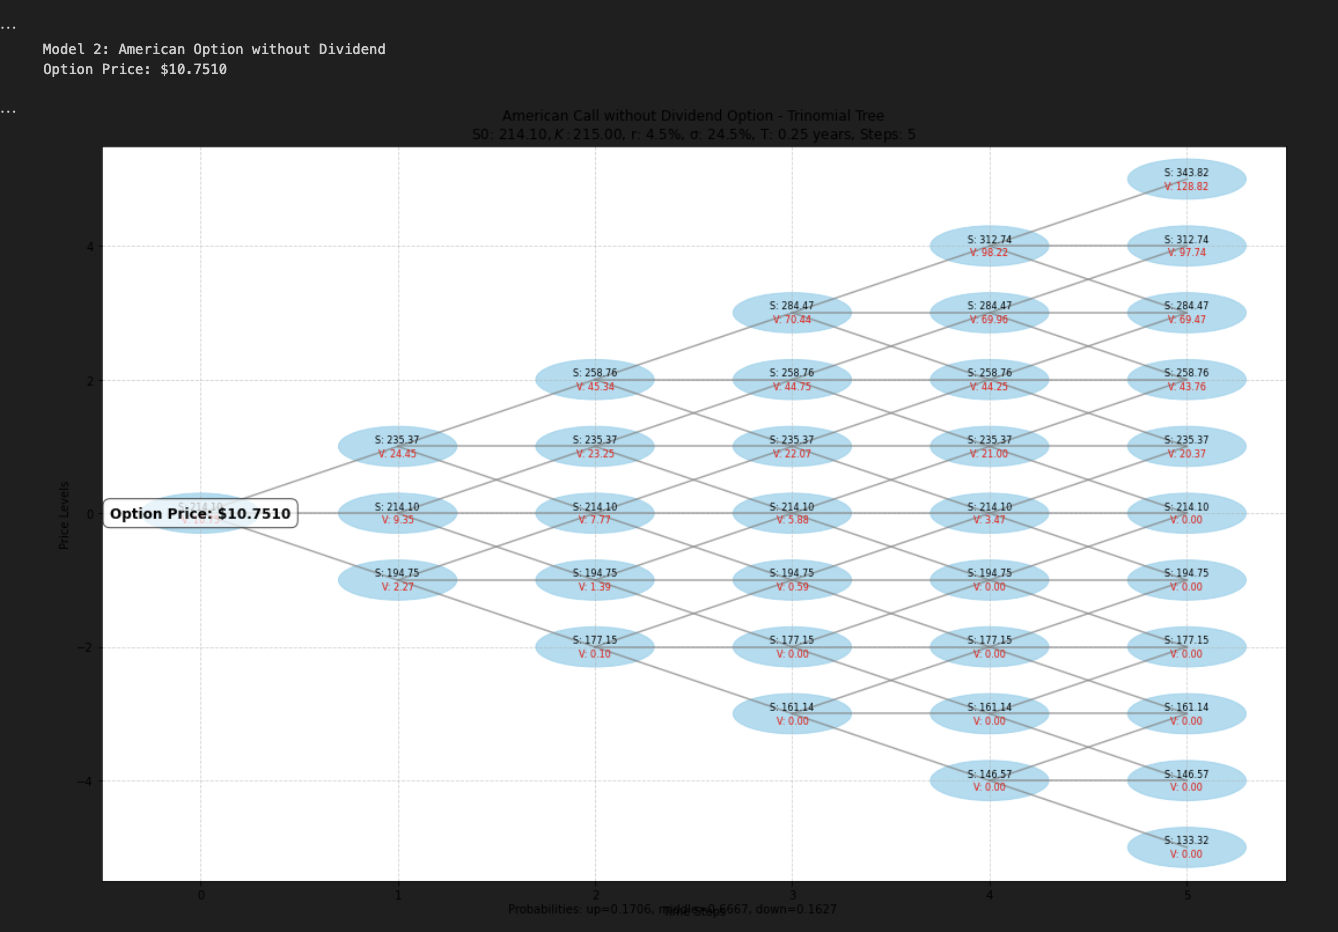 ...
Model 2: American Option without Dividend
Option Price: $10.7510
...
American Call without Dividend Option - Trinomial Tree
S0: 214.10, K: 215.00, r: 4.5%, σ: 24.5%, T: 0.25 years, Steps: 5
S: 343.82
V: 128.82
4
S: 312.74
V: 98.22
S: 312.74
V: 97.74
S: 284.47
V: 70.44
S: 284.47
V: 69.96
S: 284.47
V: 69.47
2
S: 258.76
V: 45.34
S: 258.76
V: 44.75
S: 258.76
V: 44.25
S: 258.76
V: 43.76
S: 235.37
V: 24.45
S: 235.37
V: 23.25
S: 235.37
V: 22.07
S: 235.37
V: 21.00
S: 235.37
V: 20.37
Price Levels
0
S: 214.10
Option Price: $10.7510
S: 214.10
V: 9.35
S: 214.10
V: 7.77
S: 214.10
V: 5.88
S: 214.10
V: 3.47
S: 214.10
V: 0.00
S: 194.75
V: 2.27
S: 194.75
V: 1.39
S: 194.75
V: 0.59
S: 194.75
V: 0.00
S: 194.75
V: 0.00
−2
S: 177.15
V: 0.10
S: 177.15
V: 0.00
S: 177.15
V: 0.00
S: 177.15
V: 0.00
S: 161.14
V: 0.00
S: 161.14
V: 0.00
S: 161.14
V: 0.00
−4
S: 146.57
V: 0.00
S: 146.57
V: 0.00
S: 133.32
V: 0.00
0 1 2 3 4 5
Probabilities: up=0.1706, middle=0.6667, down=0.1627
Time Steps